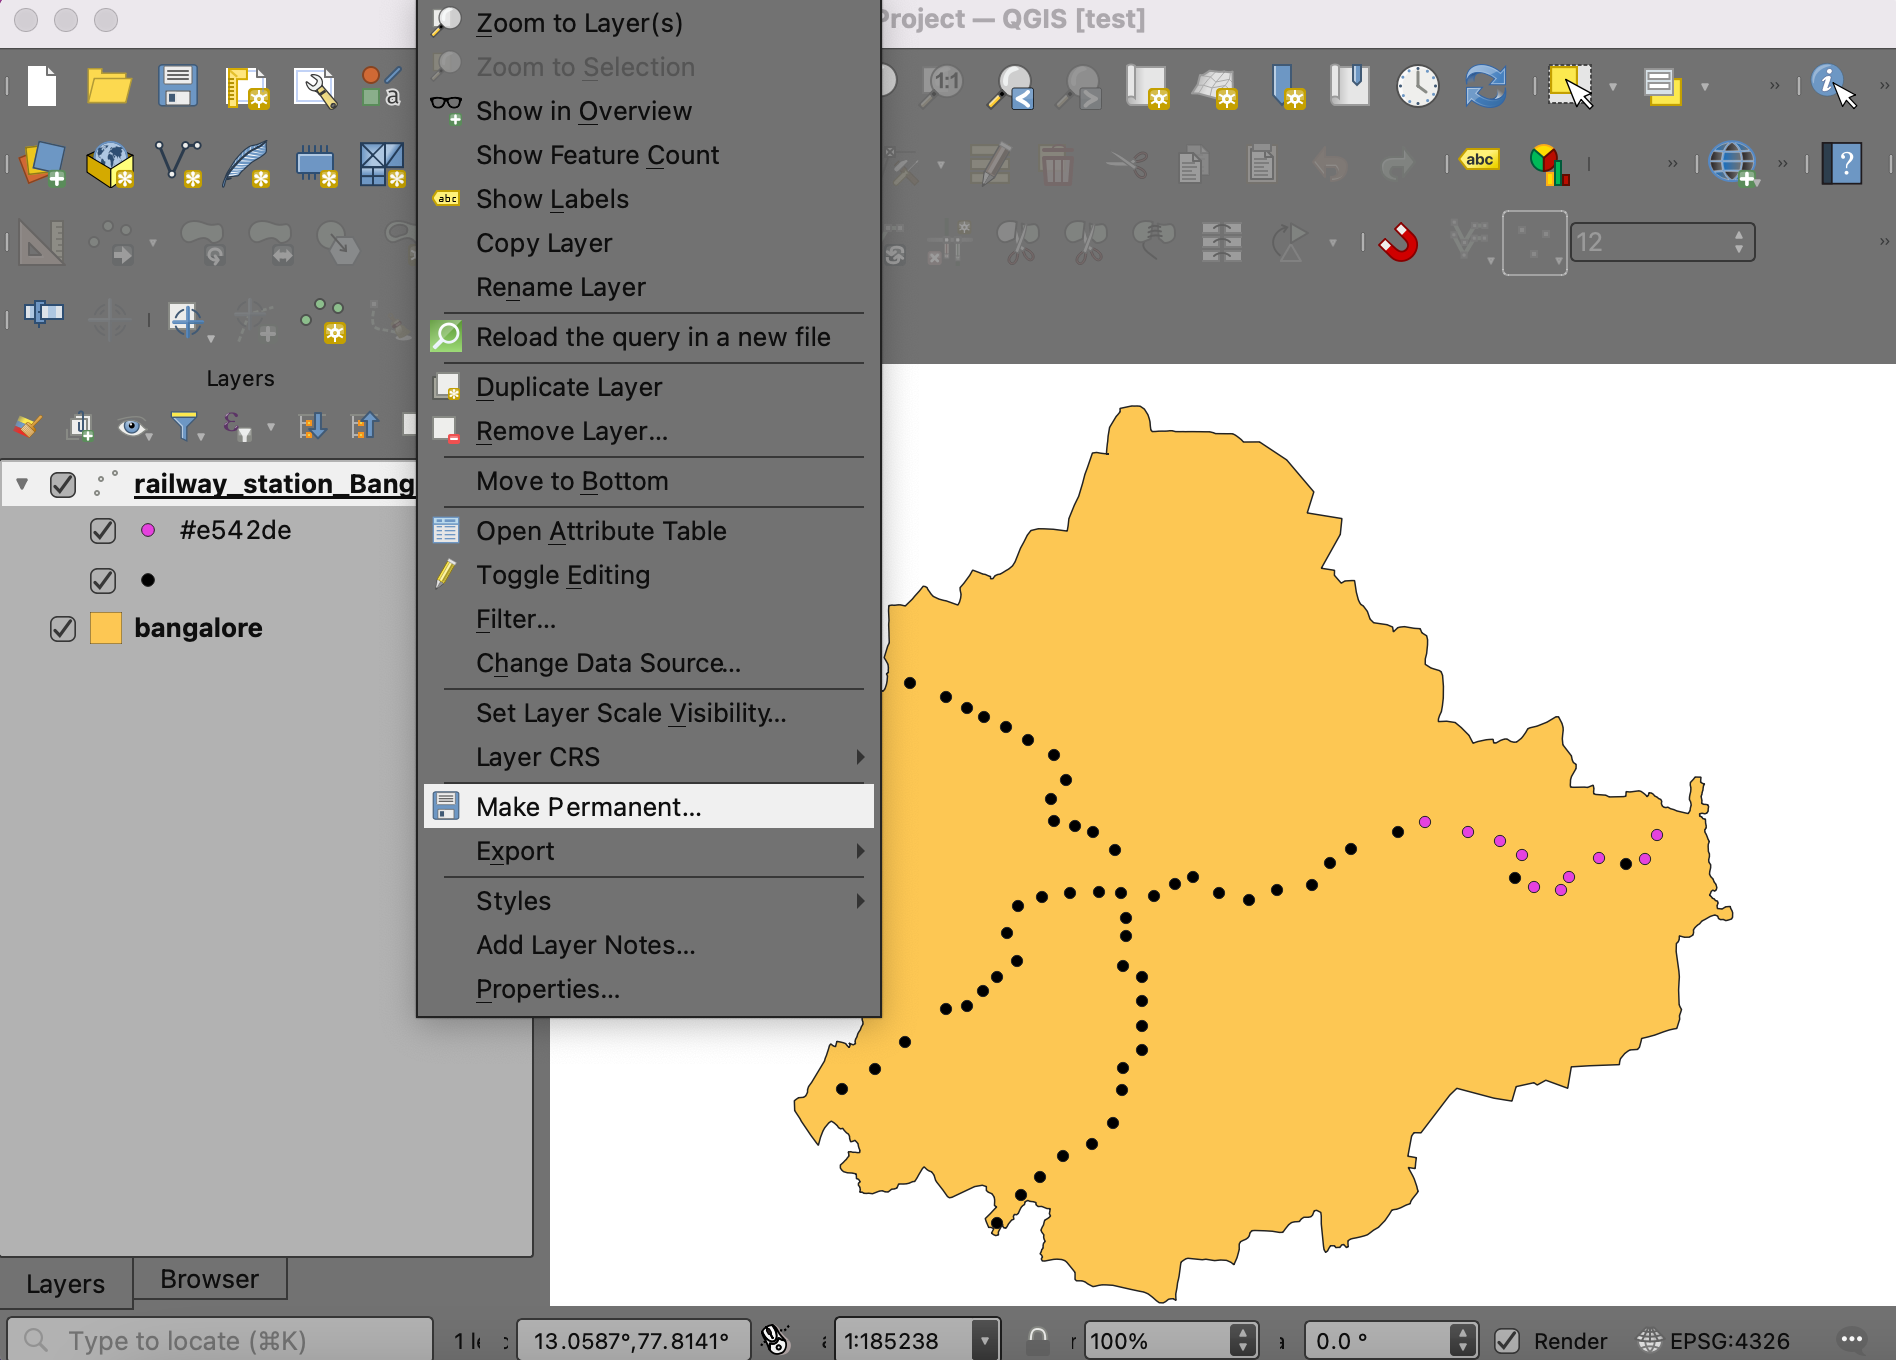 Project — QGIS [test]
Zoom to Layer(s)
Zoom to Selection
Show in Overview
Show Feature Count
Show Labels
Copy Layer
Rename Layer
Reload the query in a new file
Duplicate Layer
Remove Layer...
Move to Bottom
Open Attribute Table
Toggle Editing
Filter...
Change Data Source...
Set Layer Scale Visibility...
Layer CRS
Make Permanent...
Export
Styles
Add Layer Notes...
Properties...
a
1:1
abc
abc
12
Layers
railway_station_Bang
#e542de
bangalore
Layers
Browser
Type to locate (⌘K)
13.0587°,77.8141°
1:185238
100%
0.0 °
Render
EPSG:4326